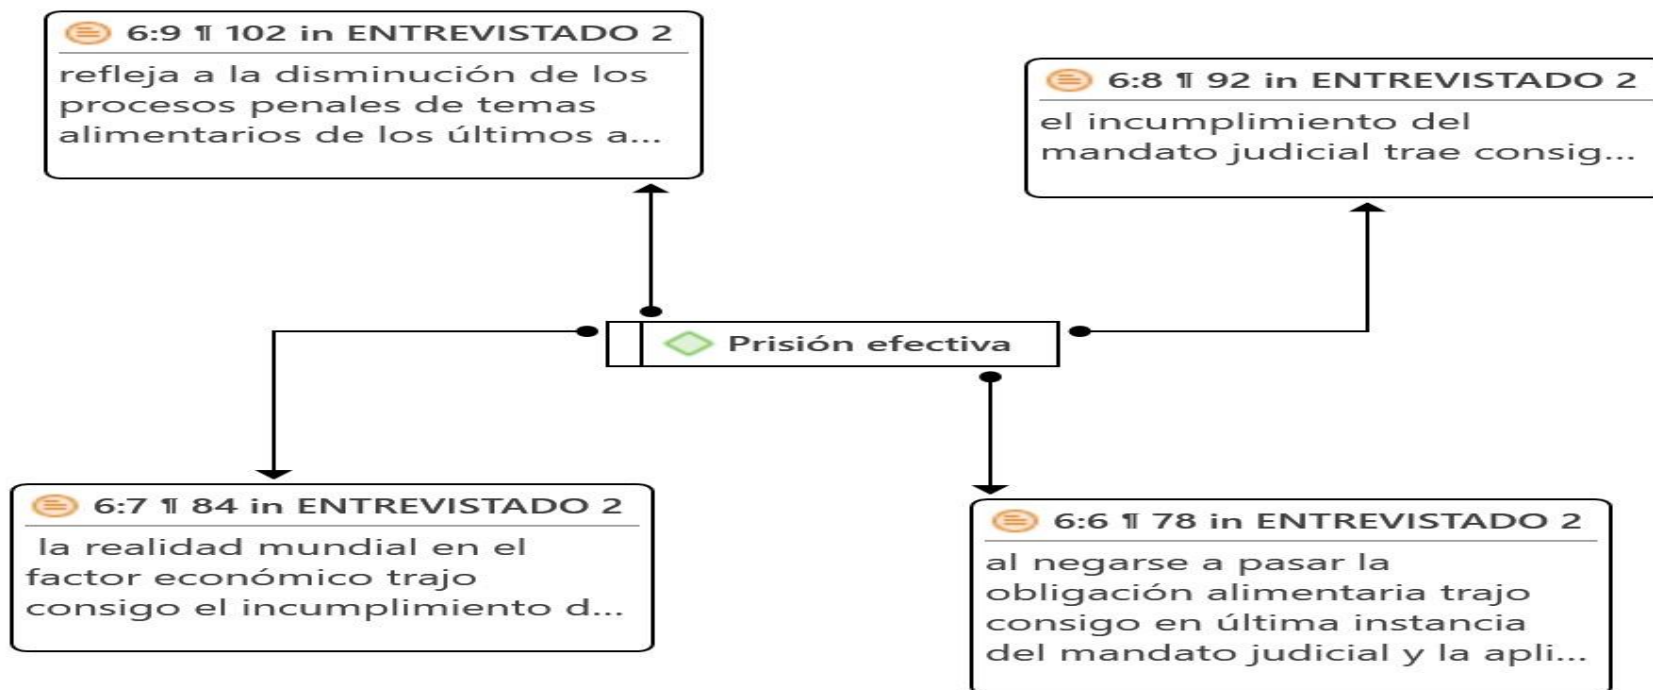 6:9 ¶ 102 in ENTREVISTADO 2
refleja a la disminución de los
procesos penales de temas
alimentarios de los últimos a...
6:8 ¶ 92 in ENTREVISTADO 2
el incumplimiento del
mandato judicial trae consig...
Prisión efectiva
6:7 ¶ 84 in ENTREVISTADO 2
la realidad mundial en el
factor económico trajo
consigo el incumplimiento d...
6:6 ¶ 78 in ENTREVISTADO 2
al negarse a pasar la
obligación alimentaria trajo
consigo en última instancia
del mandato judicial y la apli...